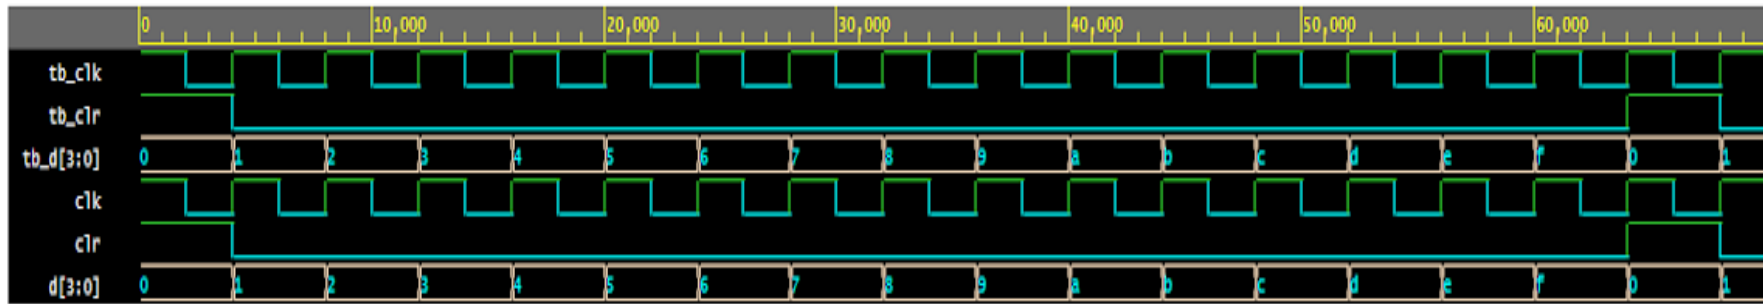 0 10,000 20,000 30,000 40,000 50,000 60,000
tb_clk
tb_clr
tb_d[3:0] 0 1 2 3 4 5 6 7 8 9 a b c d e f 0 1
clk
clr
d[3:0] 0 1 2 3 4 5 6 7 8 9 a b c d e f 0 1